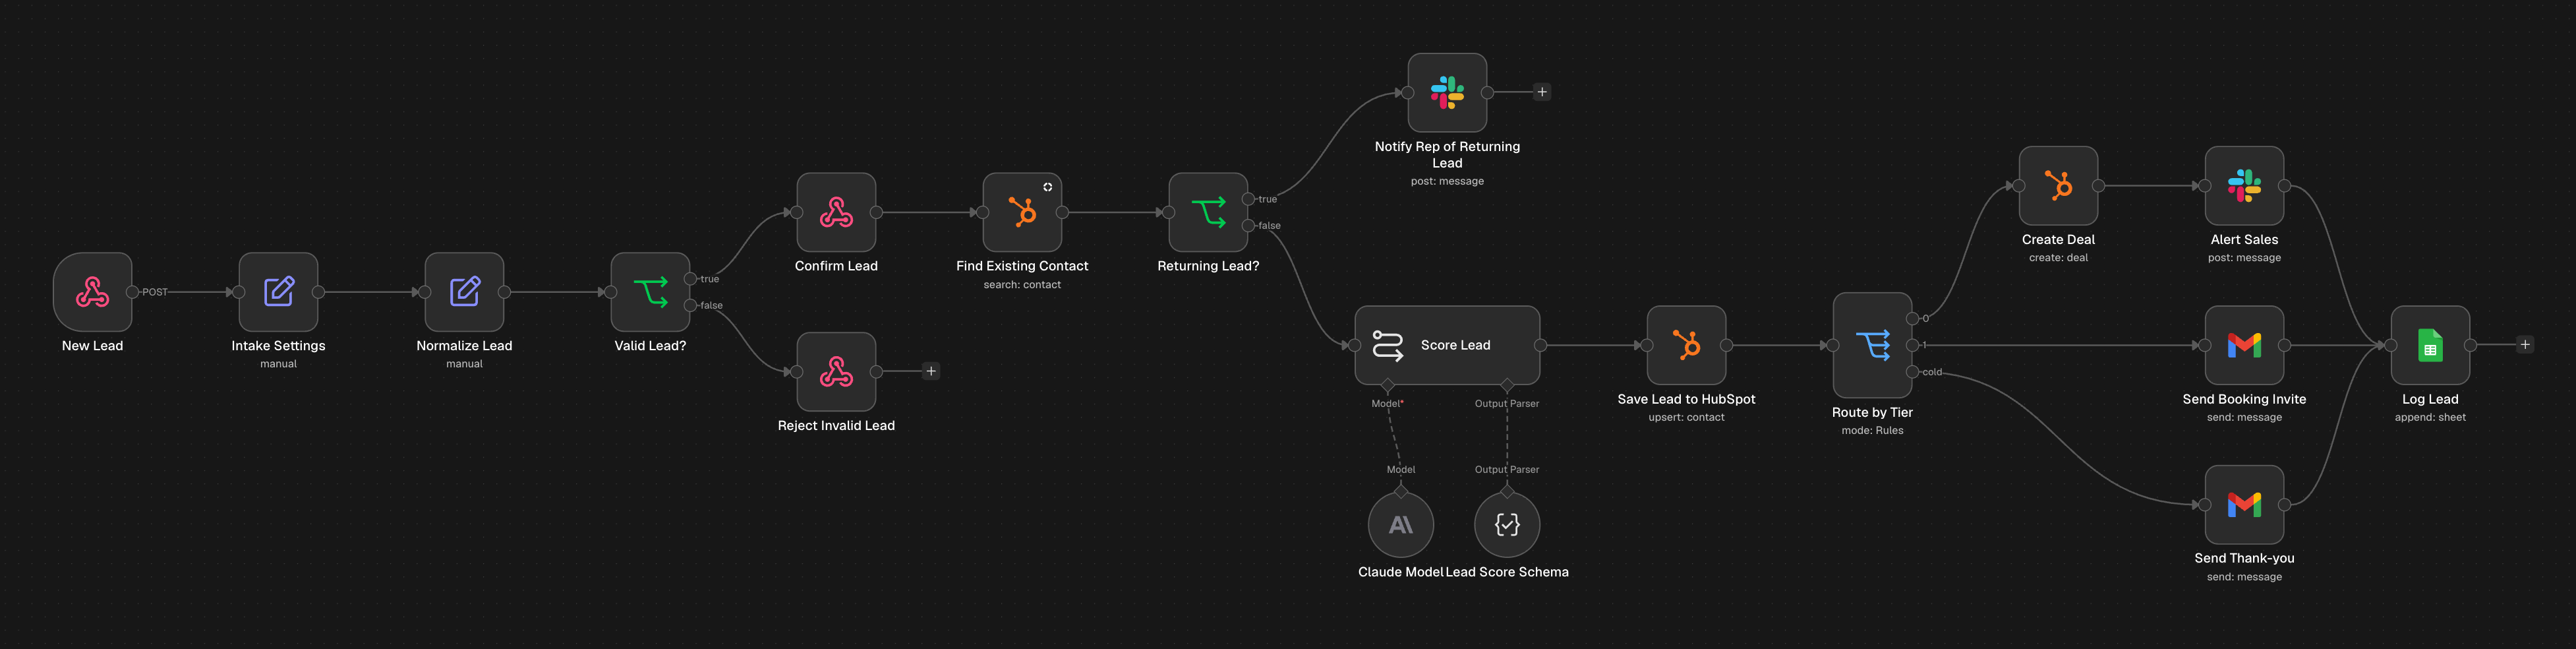 New Lead
POST
Intake Settings
manual
Normalize Lead
manual
Valid Lead?
true
false
Confirm Lead
Reject Invalid Lead
Find Existing Contact
search: contact
Returning Lead?
true
false
Notify Rep of Returning
Lead
post: message
Score Lead
Model*
Output Parser
Model
Output Parser
Claude Model
Lead Score Schema
Save Lead to HubSpot
upsert: contact
Route by Tier
mode: Rules
0
1
cold
Create Deal
create: deal
Alert Sales
post: message
Send Booking Invite
send: message
Send Thank-you
send: message
Log Lead
append: sheet